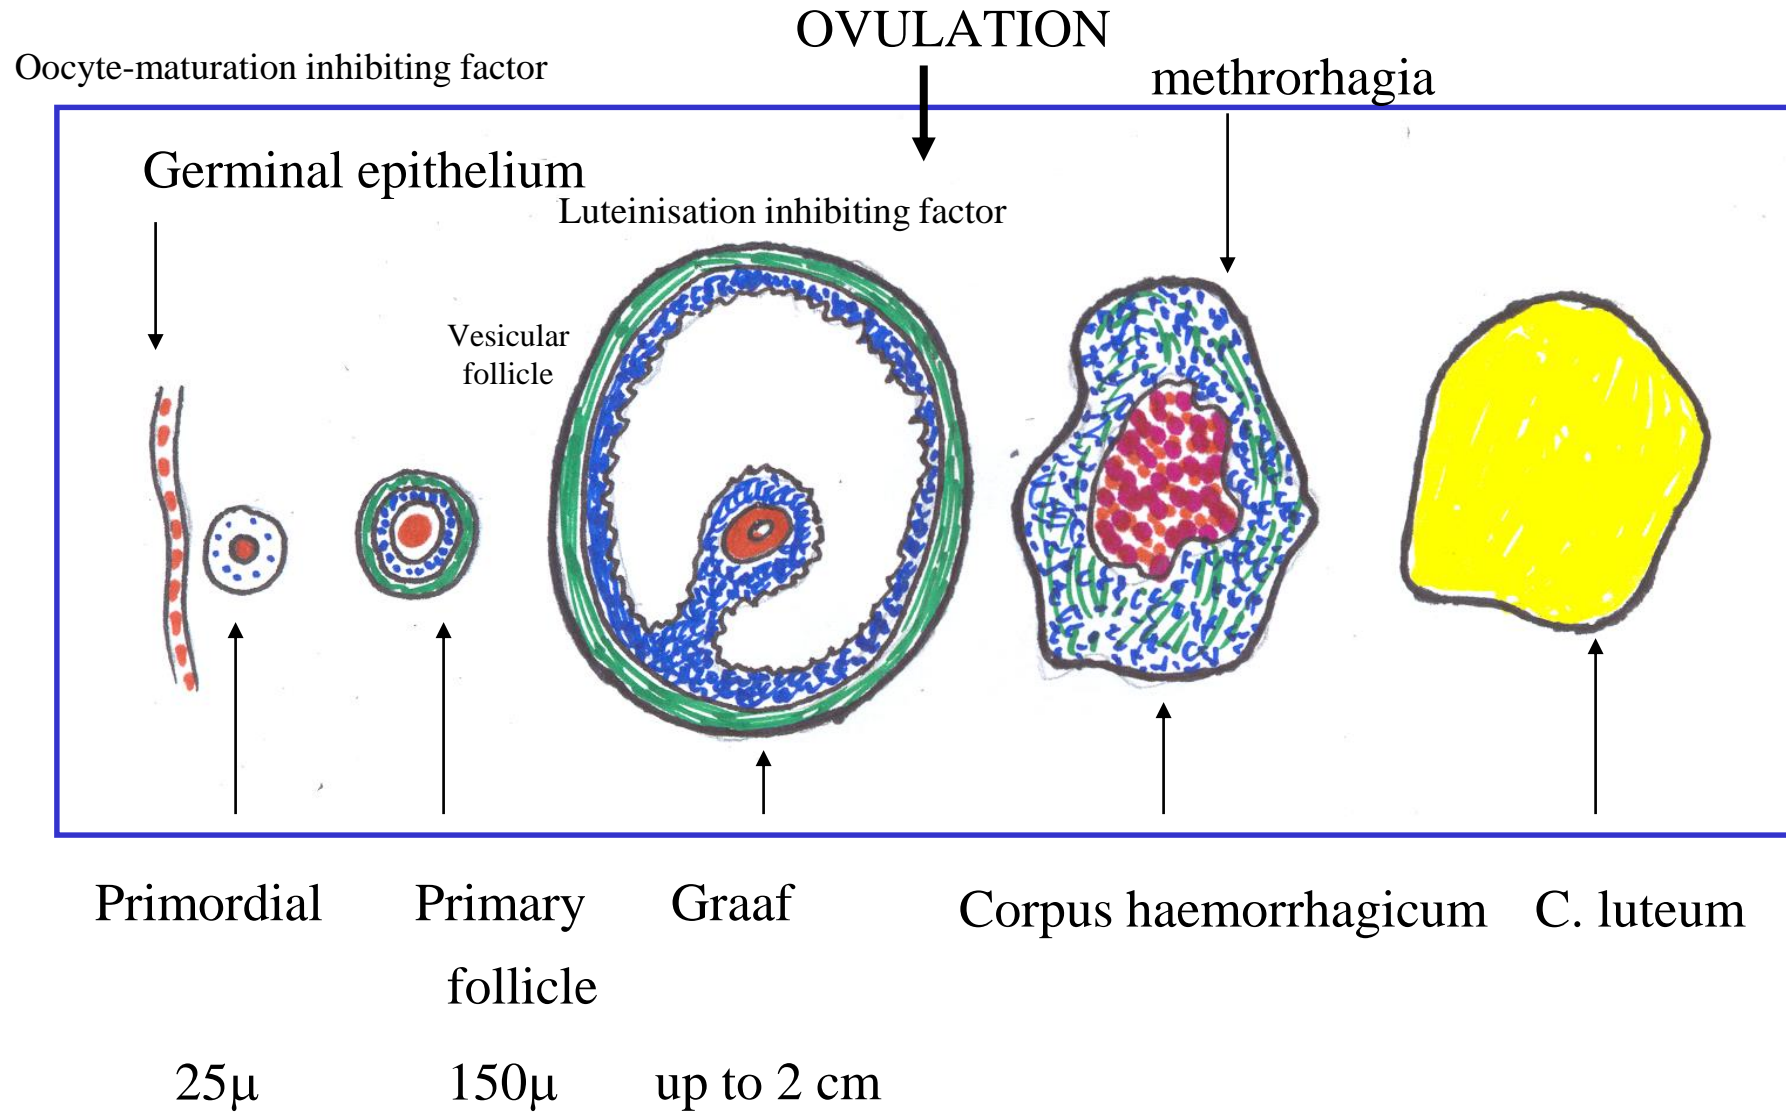 OVULATION
Oocyte-maturation inhibiting factor
methrorhagia
Germinal epithelium
Luteinisation inhibiting factor
Vesicular
follicle
Primordial
Primary
follicle
Graaf
Corpus haemorrhagicum
C. luteum
25μ
150μ
up to 2 cm